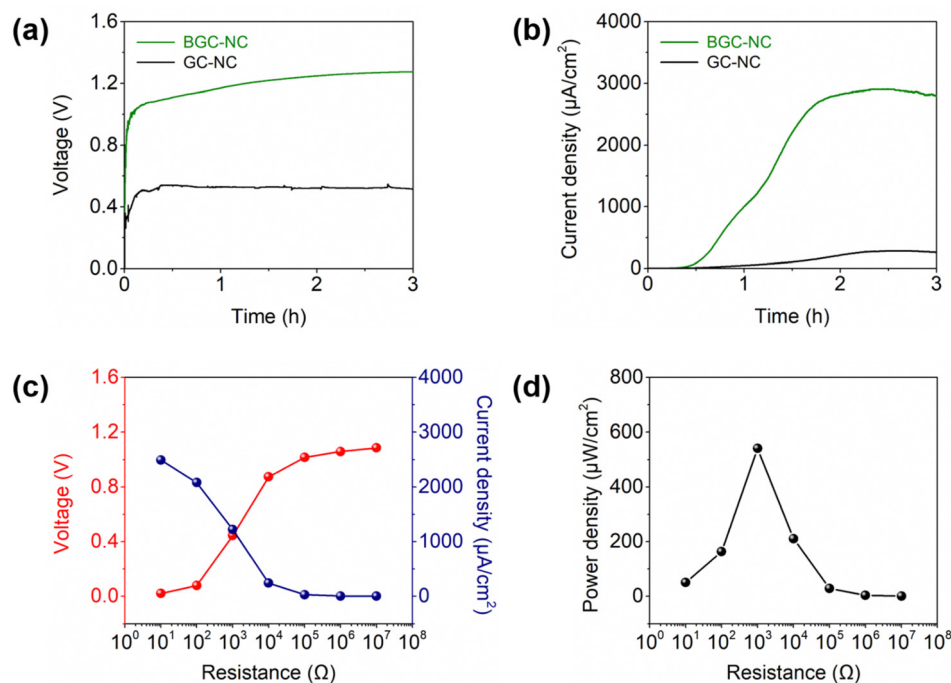 (a)
BGC-NC
GC-NC
Voltage (V)
1.6
1.2
0.8
0.4
0.0
0
1
2
3
Time (h)
(b)
BGC-NC
GC-NC
Current density (µA/cm²)
4000
3000
2000
1000
0
0
1
2
3
Time (h)
(c)
Voltage (V)
1.6
1.2
0.8
0.4
0.0
4000
3000
2000
1000
0
Current density (µA/cm²)
10⁰ 10¹ 10² 10³ 10⁴ 10⁵ 10⁶ 10⁷ 10⁸
Resistance (Ω)
(d)
Power density (µW/cm²)
800
600
400
200
0
10⁰ 10¹ 10² 10³ 10⁴ 10⁵ 10⁶ 10⁷ 10⁸
Resistance (Ω)